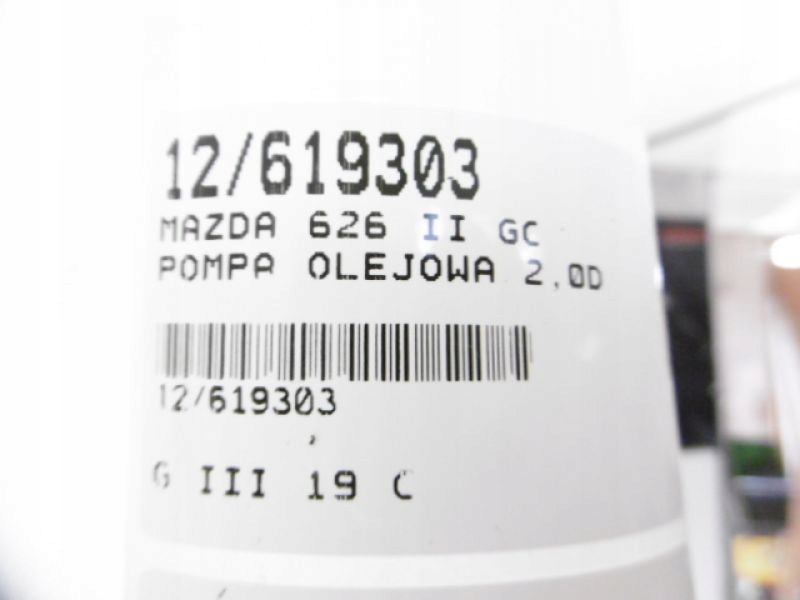 12/619303
MAZDA 626 II GC
POMPA OLEJOWA 2,0D
12/619303
G III 19 C